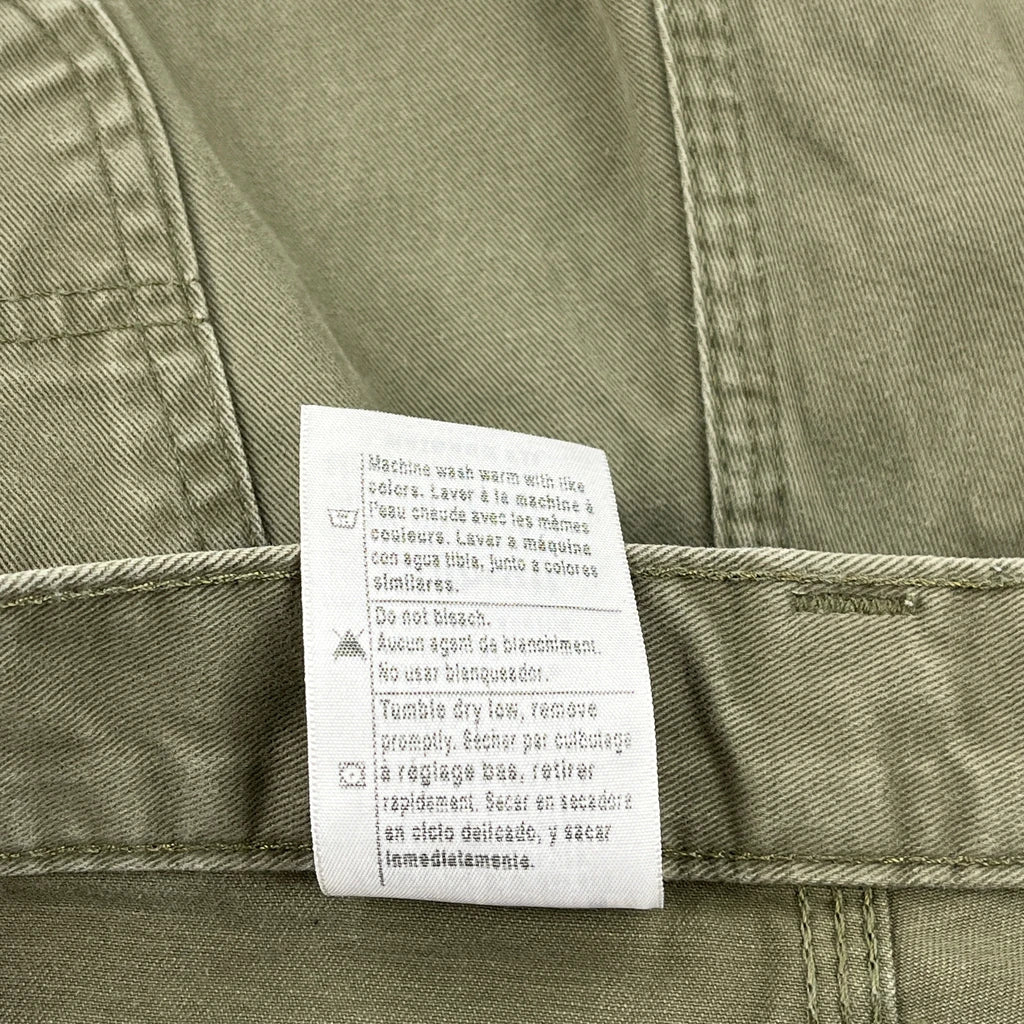 Machine wash warm with like
colors. Laver à la machine à
l'eau chaude avec les mêmes
couleurs. Lavar a máquina
con agua tibia, junto a colores
similares.
Do not bleach.
Aucun agent de blanchiment.
No usar blanqueador.
Tumble dry low, remove
promptly. Sécher par culbutage
à réglage bas, retirer
rapidement. Secar en secadora
en ciclo delicado, y sacar
inmediatamente.